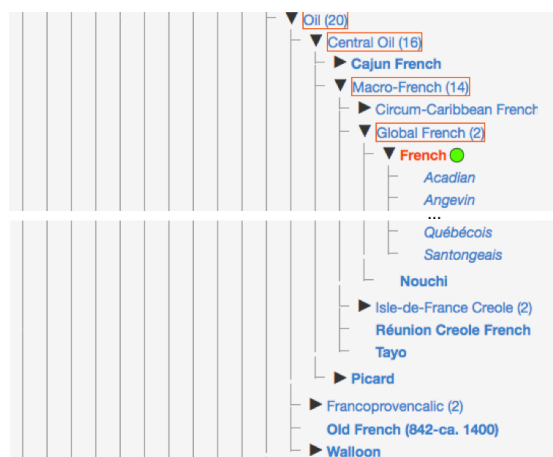 Oil (20)
Central Oil (16)
Cajun French
Macro-French (14)
Circum-Caribbean French
Global French (2)
French
Acadian
Angevin
...
Québécois
Santongeais
Nouchi
Isle-de-France Creole (2)
Réunion Creole French
Tayo
Picard
Francoprovencalic (2)
Old French (842-ca. 1400)
Walloon